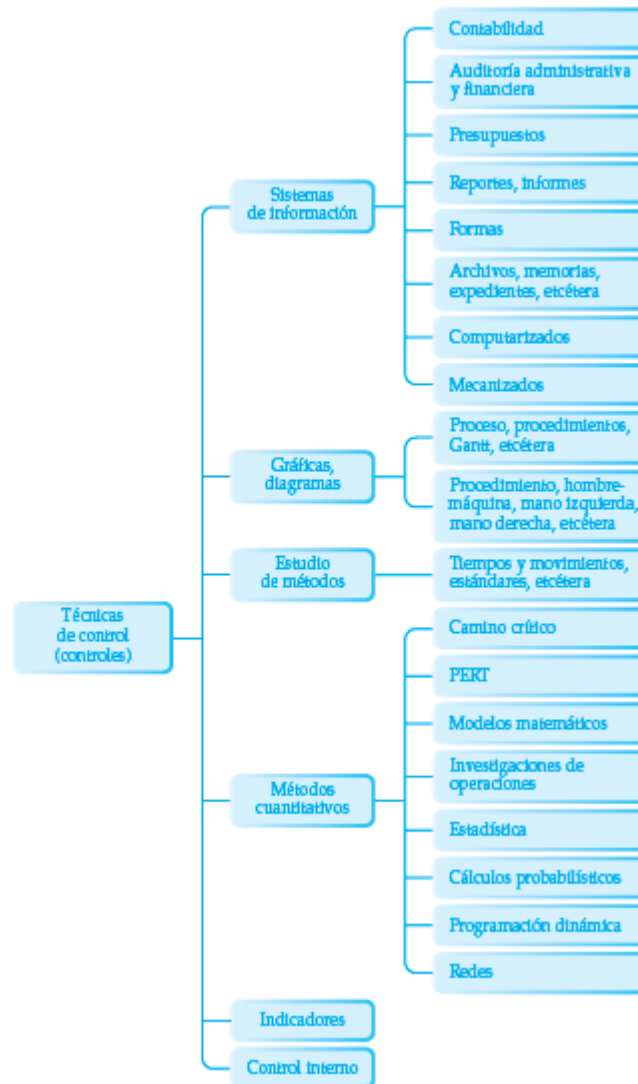 Contabilidad
Auditoría administrativa
y financiera
Presupuestos
Reportes, informes
Sistemas
de información
Formas
Archivos, memorias,
expedientes, etcétera
Computarizados
Mecanizados
Proceso, procedimientos,
Gantt, etcétera
Gráficas,
diagramas
Procedimiento, hombre-
máquina, mano izquierda,
mano derecha, etcétera
Estudio
de métodos
Tiempos y movimientos,
estándares, etcétera
Técnicas
de control
(controles)
Camino crítico
PERT
Modelos matemáticos
Investigaciones de
operaciones
Métodos
cuantitativos
Estadística
Cálculos probabilísticos
Programación dinámica
Redes
Indicadores
Control interno